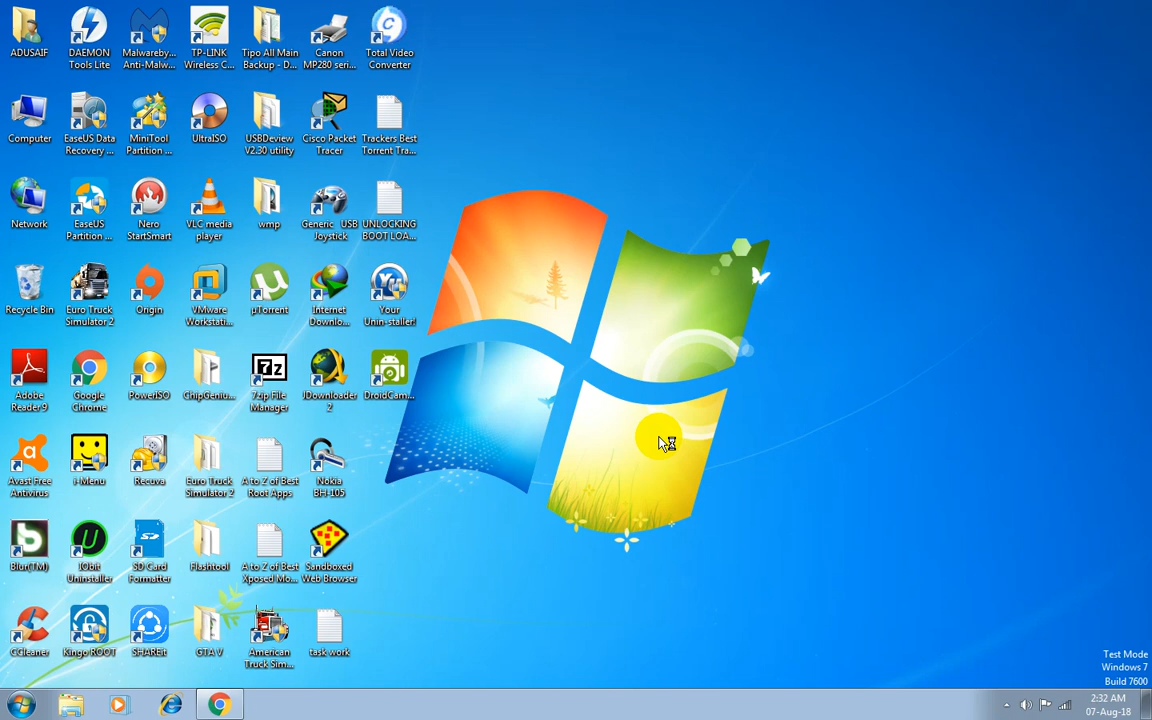 ADUSAIF
DAEMON
Tools Lite
Malwareby...
Anti-Malw...
TP-LINK
Wireless C...
Tipo All Main
Backup - D...
Canon
MP280 seri...
Total Video
Converter
Computer
EaseUS Data
Recovery ...
MiniTool
Partition ...
UltraISO
USBDeview
V2.30 utility
Cisco Packet
Tracer
Trackers Best
Torrent Tra...
Network
EaseUS
Partition ...
Nero
StartSmart
VLC media
player
wmp
Generic USB
Joystick
UNLOCKING
BOOT LOA...
Recycle Bin
Euro Truck
Simulator 2
Origin
VMware
Workstati...
µTorrent
Internet
Downlo...
Your
Unin-staller!
Adobe
Reader 9
Google
Chrome
PowerISO
ChipGeniu...
7z
7zip File
Manager
JDownloader
2
DroidCam...
Avast Free
Antivirus
i-Menu
Recuva
Euro Truck
Simulator 2
A to Z of Best
Root Apps
Nokia
BH-105
Blur(TM)
IObit
Uninstaller
SD Card
Formatter
Flashtool
A to Z of Best
Xposed Mo...
Sandboxed
Web Browser
CCleaner
Kingo ROOT
SHAREit
GTA V
American
Truck Sim...
task work
Test Mode
Windows 7
Build 7600
2:32 AM
07-Aug-18